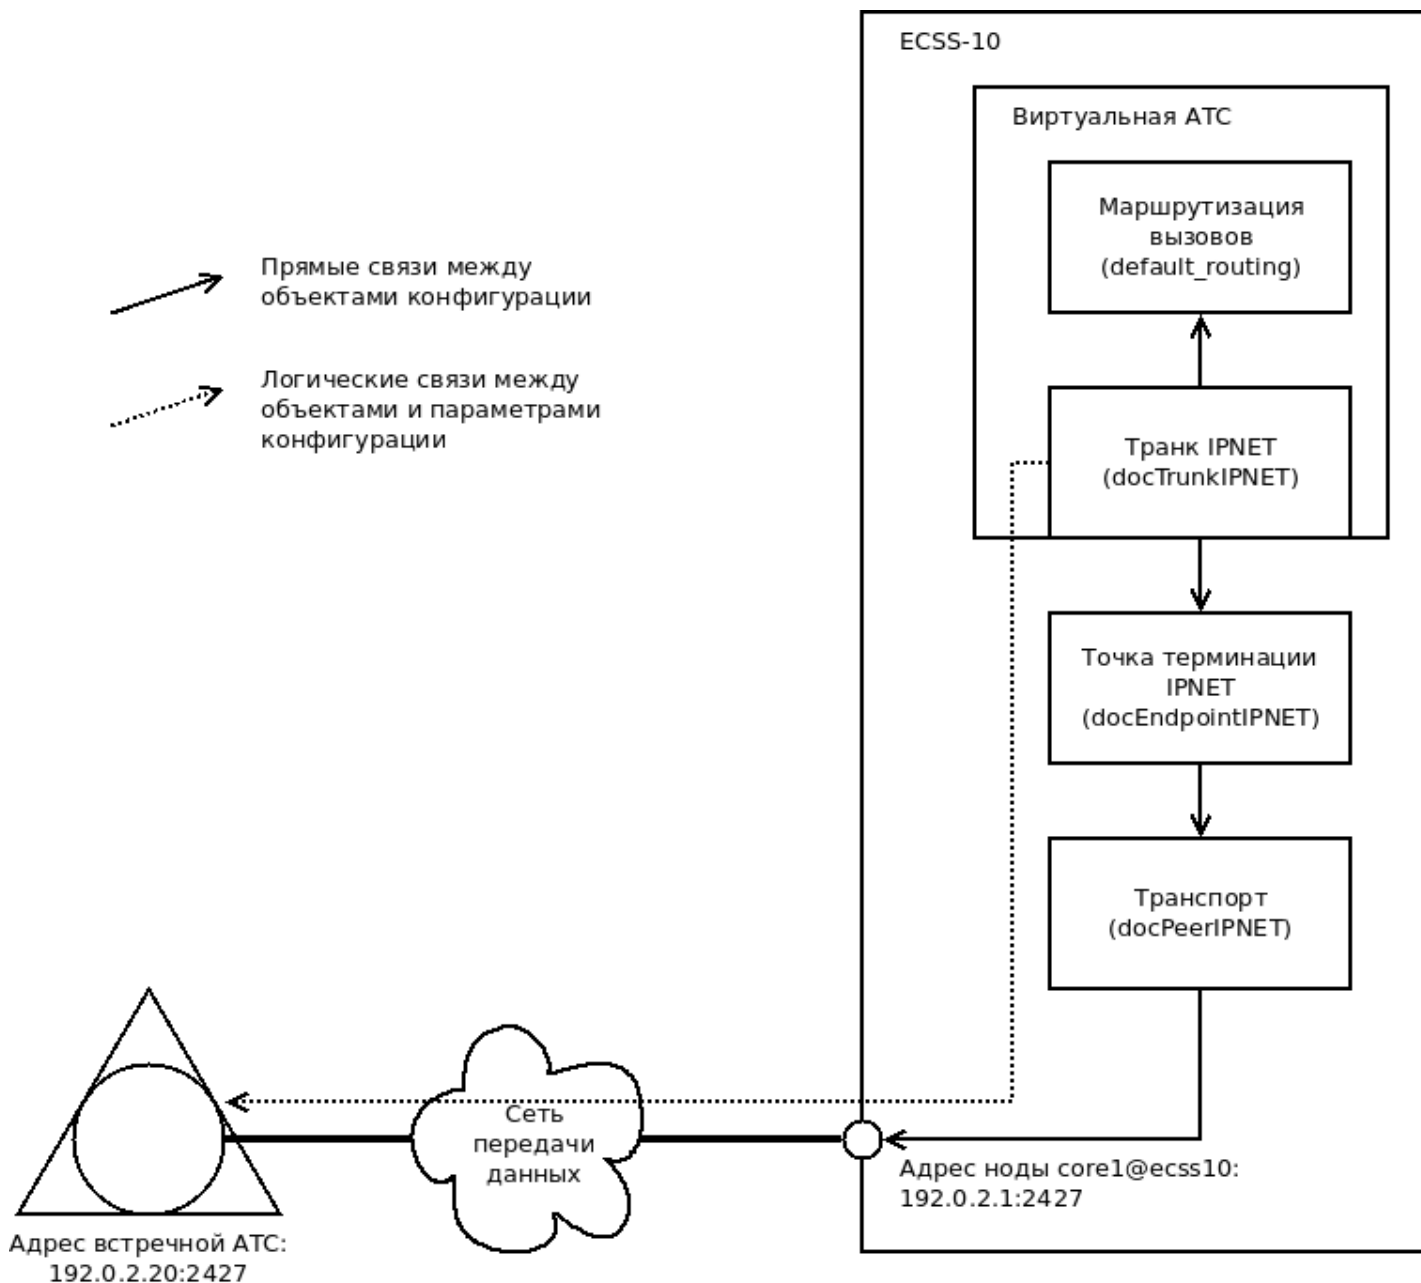 ECSS-10
Виртуальная АТС
Маршрутизация
вызовов
(default_routing)
Прямые связи между
объектами конфигурации
Логические связи между
объектами и параметрами
конфигурации
Транк IPNET
(docTrunkIPNET)
Точка терминации
IPNET
(docEndpointIPNET)
Транспорт
(docPeerIPNET)
Сеть
передачи
данных
Адрес ноды core1@ecss10:
192.0.2.1:2427
Адрес встречной АТС:
192.0.2.20:2427